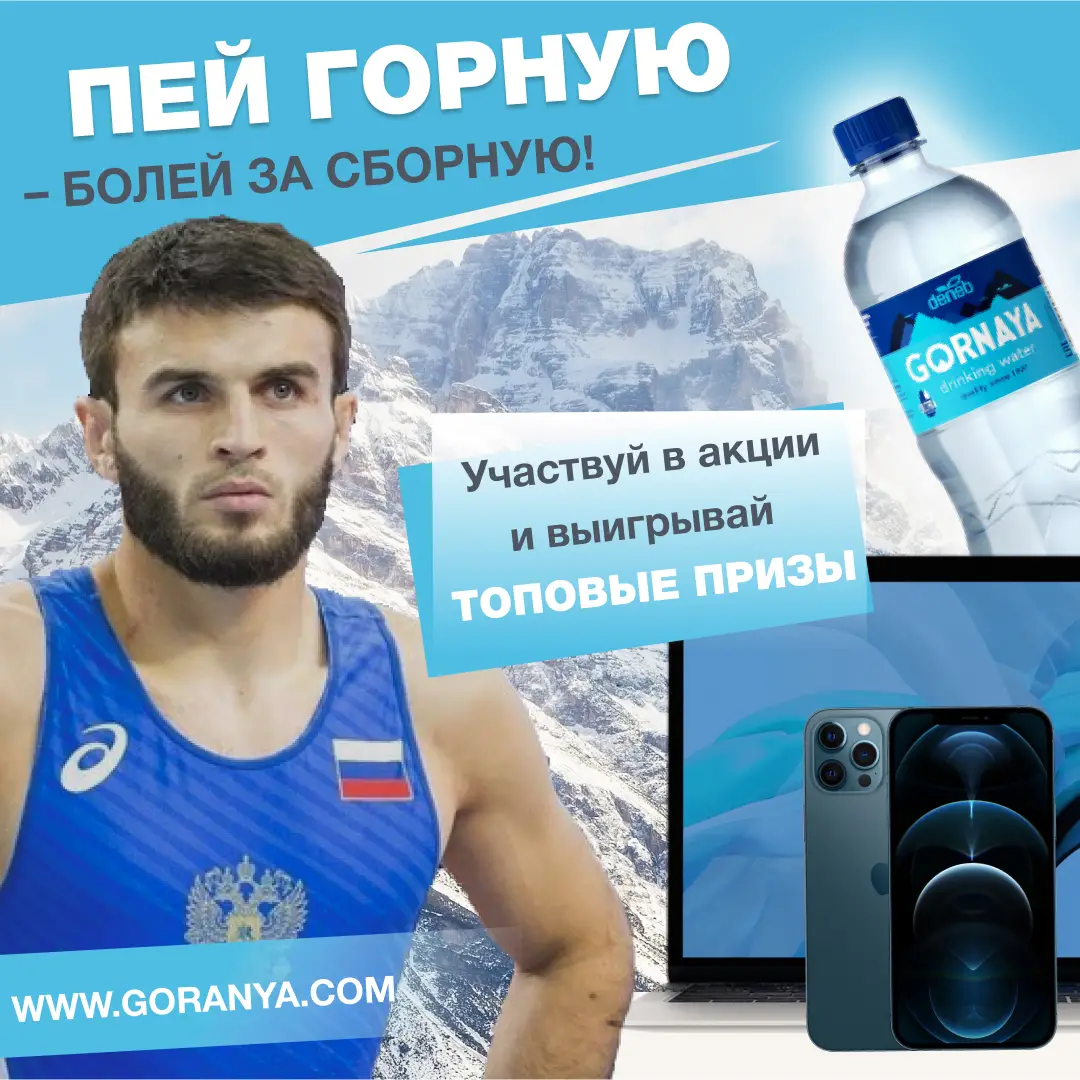 ПЕЙ ГОРНУЮ
– БОЛЕЙ ЗА СБОРНУЮ!
deneb
GORNAYA
drinking water
Участвуй в акции
и выигрывай
ТОПОВЫЕ ПРИЗЫ
WWW.GORANYA.COM